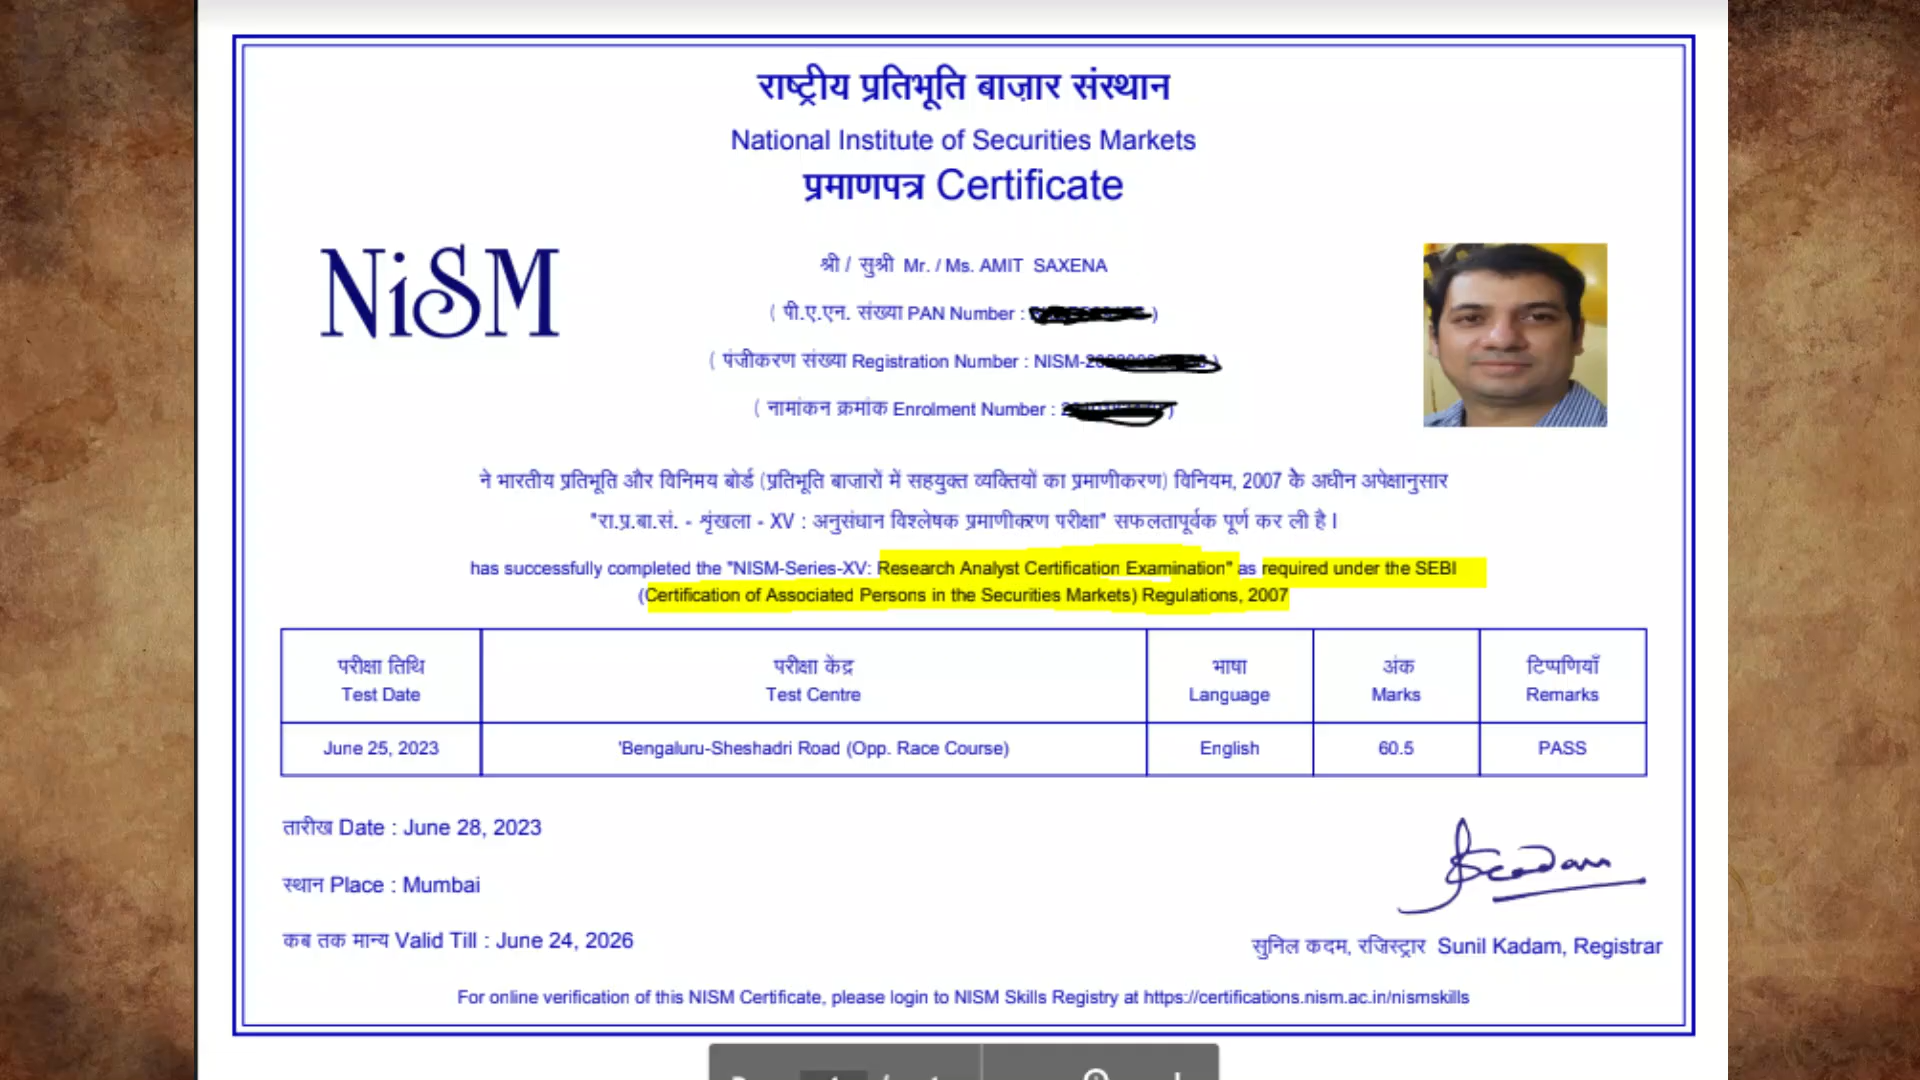 राष्ट्रीय प्रतिभूति बाज़ार संस्थान
National Institute of Securities Markets
प्रमाणपत्र Certificate
NiSM
श्री / सुश्री Mr. / Ms. AMIT SAXENA
( पी.ए.एन. संख्या PAN Number : )
( पंजीकरण संख्या Registration Number : NISM- )
( नामांकन क्रमांक Enrolment Number : )
ने भारतीय प्रतिभूति और विनिमय बोर्ड (प्रतिभूति बाजारों में सहयुक्त व्यक्तियों का प्रमाणीकरण) विनियम, 2007 के अधीन अपेक्षानुसार
"रा.प्र.बा.सं. - शृंखला - XV : अनुसंधान विश्लेषक प्रमाणीकरण परीक्षा" सफलतापूर्वक पूर्ण कर ली है ।
has successfully completed the "NISM-Series-XV: Research Analyst Certification Examination" as required under the SEBI
(Certification of Associated Persons in the Securities Markets) Regulations, 2007
परीक्षा तिथि परीक्षा केंद्र भाषा अंक टिप्पणियाँ
Test Date Test Centre Language Marks Remarks
June 25, 2023 'Bengaluru-Sheshadri Road (Opp. Race Course) English 60.5 PASS
तारीख Date : June 28, 2023
स्थान Place : Mumbai
कब तक मान्य Valid Till : June 24, 2026
सुनिल कदम, रजिस्ट्रार Sunil Kadam, Registrar
For online verification of this NISM Certificate, please login to NISM Skills Registry at https://certifications.nism.ac.in/nismskills